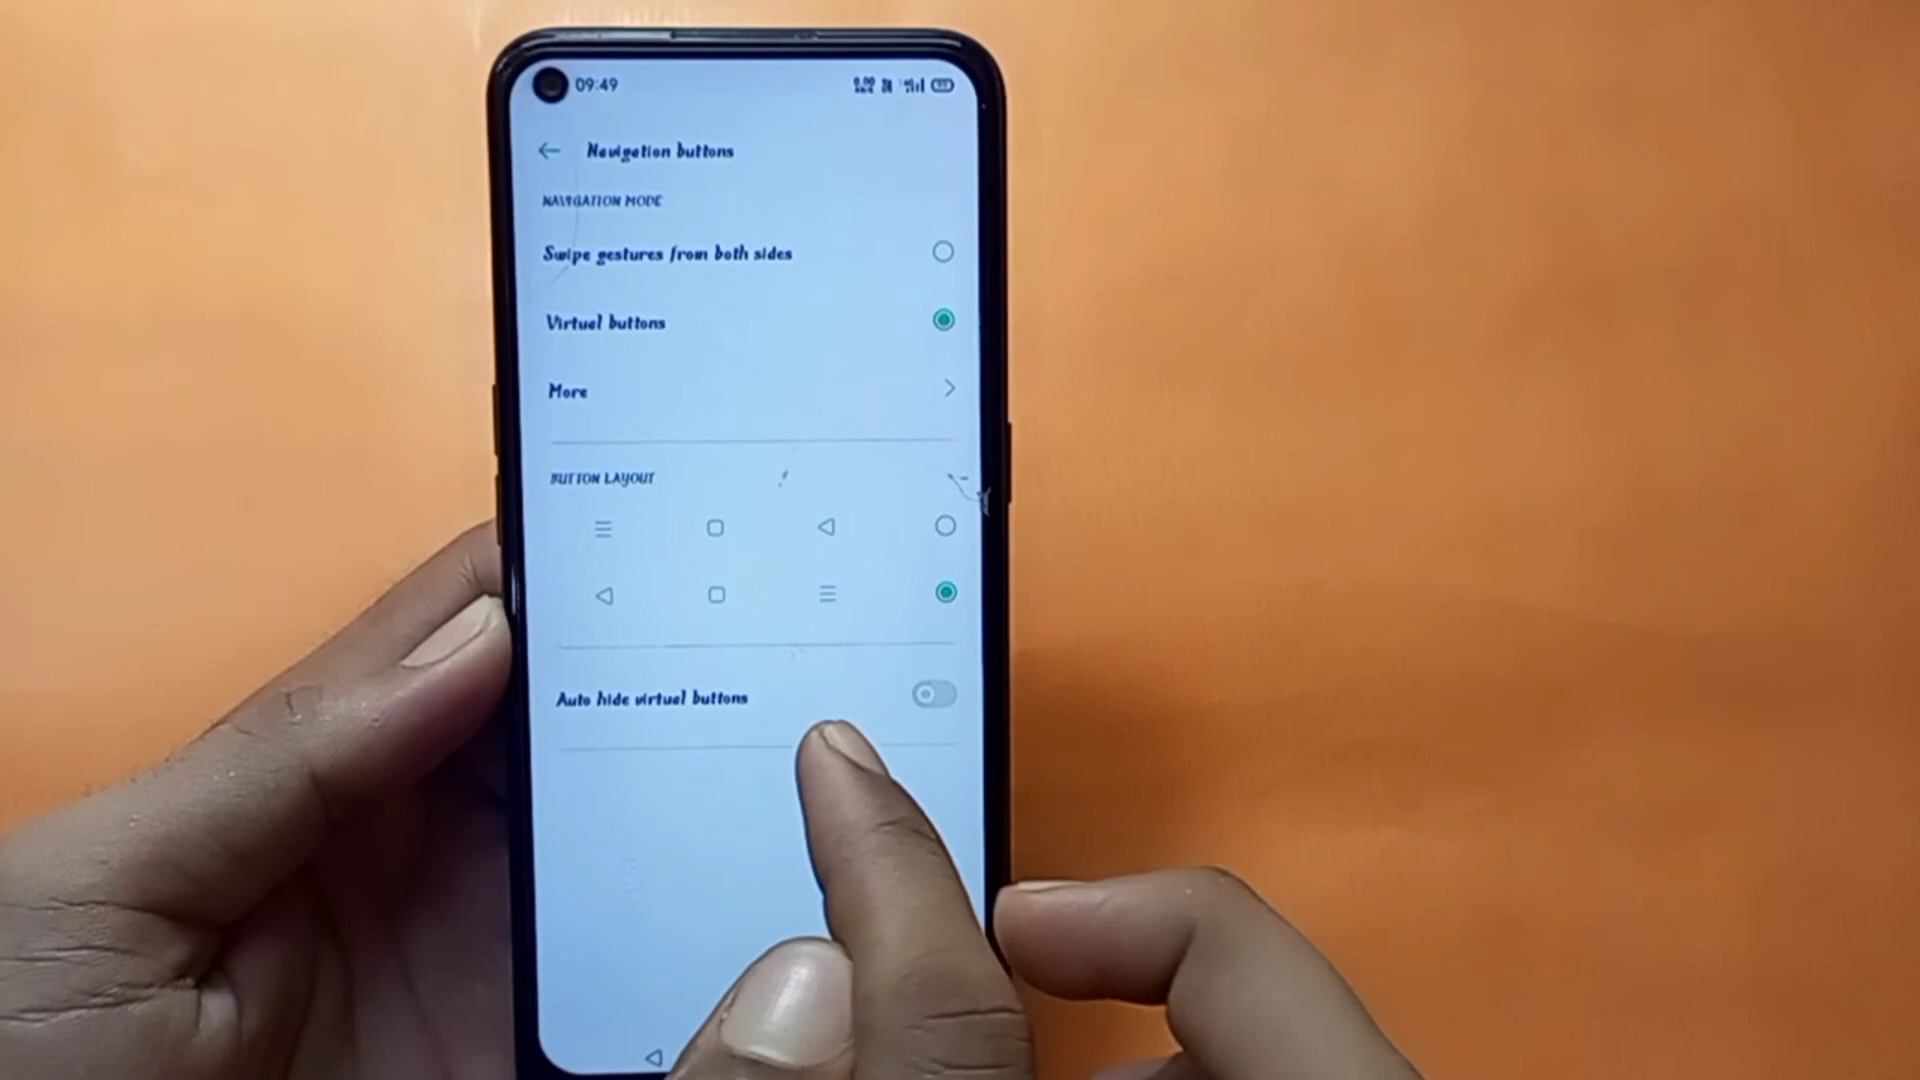 09:49
Navigation buttons
NAVIGATION MODE
Swipe gestures from both sides
Virtual buttons
More
BUTTON LAYOUT
Auto hide virtual buttons